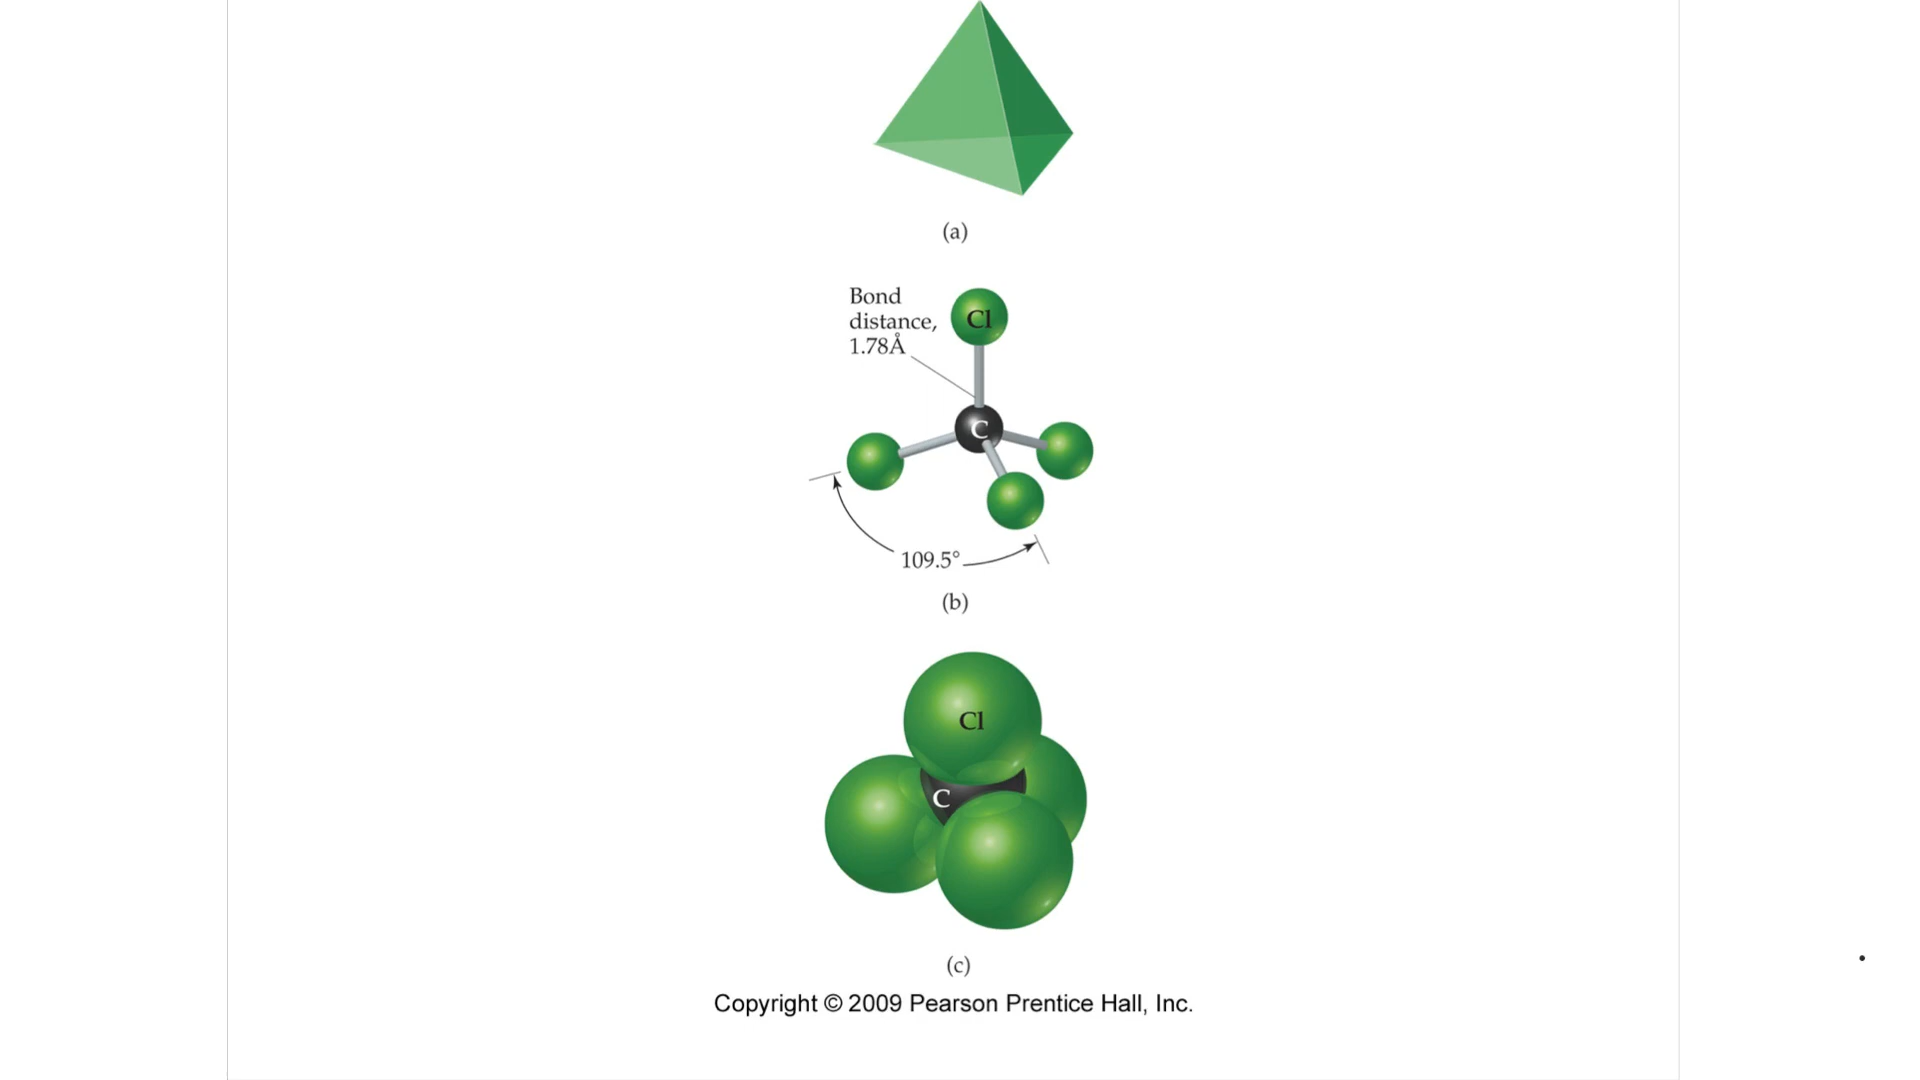 (a)
Bond
distance,
1.78Å
Cl
C
109.5°
(b)
Cl
C
(c)
Copyright © 2009 Pearson Prentice Hall, Inc.